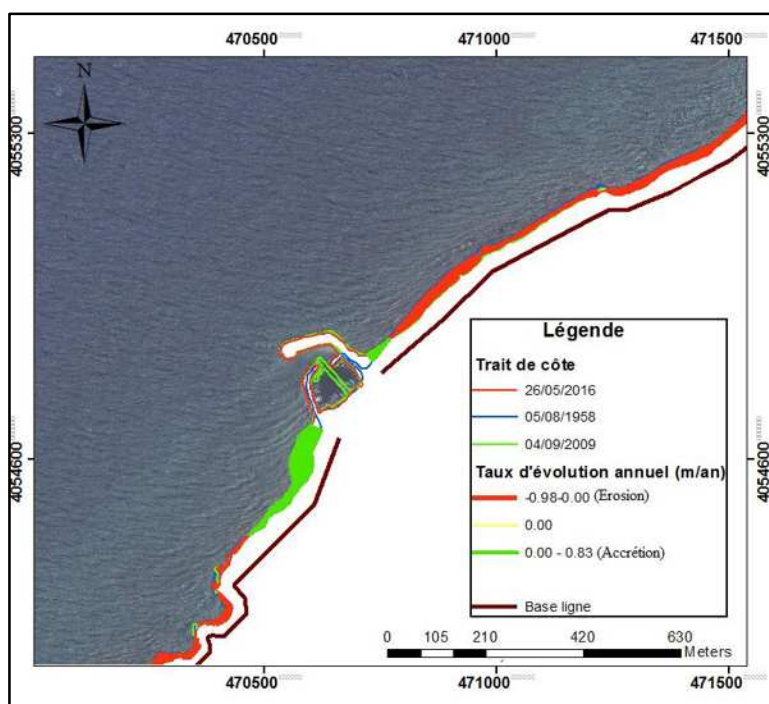 470500 471000 471500
N
4055300 4055300
Légende
Trait de côte
26/05/2016
05/08/1958
04/09/2009
Taux d'évolution annuel (m/an)
-0.98-0.00 (Erosion)
0.00
0.00 - 0.83 (Accrétion)
Base ligne
4054600 4054600
0 105 210 420 630
Meters
470500 471000 471500